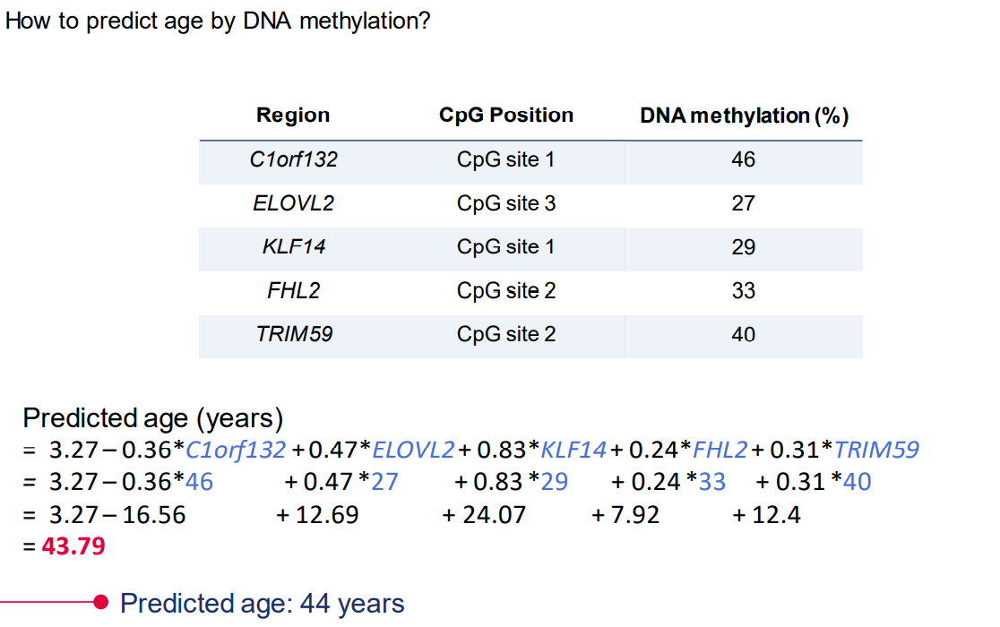 How to predict age by DNA methylation?
Region CpG Position DNA methylation (%)
C1orf132 CpG site 1 46
ELOVL2 CpG site 3 27
KLF14 CpG site 1 29
FHL2 CpG site 2 33
TRIM59 CpG site 2 40
Predicted age (years)
= 3.27 – 0.36*C1orf132 + 0.47*ELOVL2 + 0.83*KLF14 + 0.24*FHL2 + 0.31*TRIM59
= 3.27 – 0.36*46 + 0.47 *27 + 0.83 *29 + 0.24 *33 + 0.31 *40
= 3.27 – 16.56 + 12.69 + 24.07 + 7.92 + 12.4
= 43.79
Predicted age: 44 years